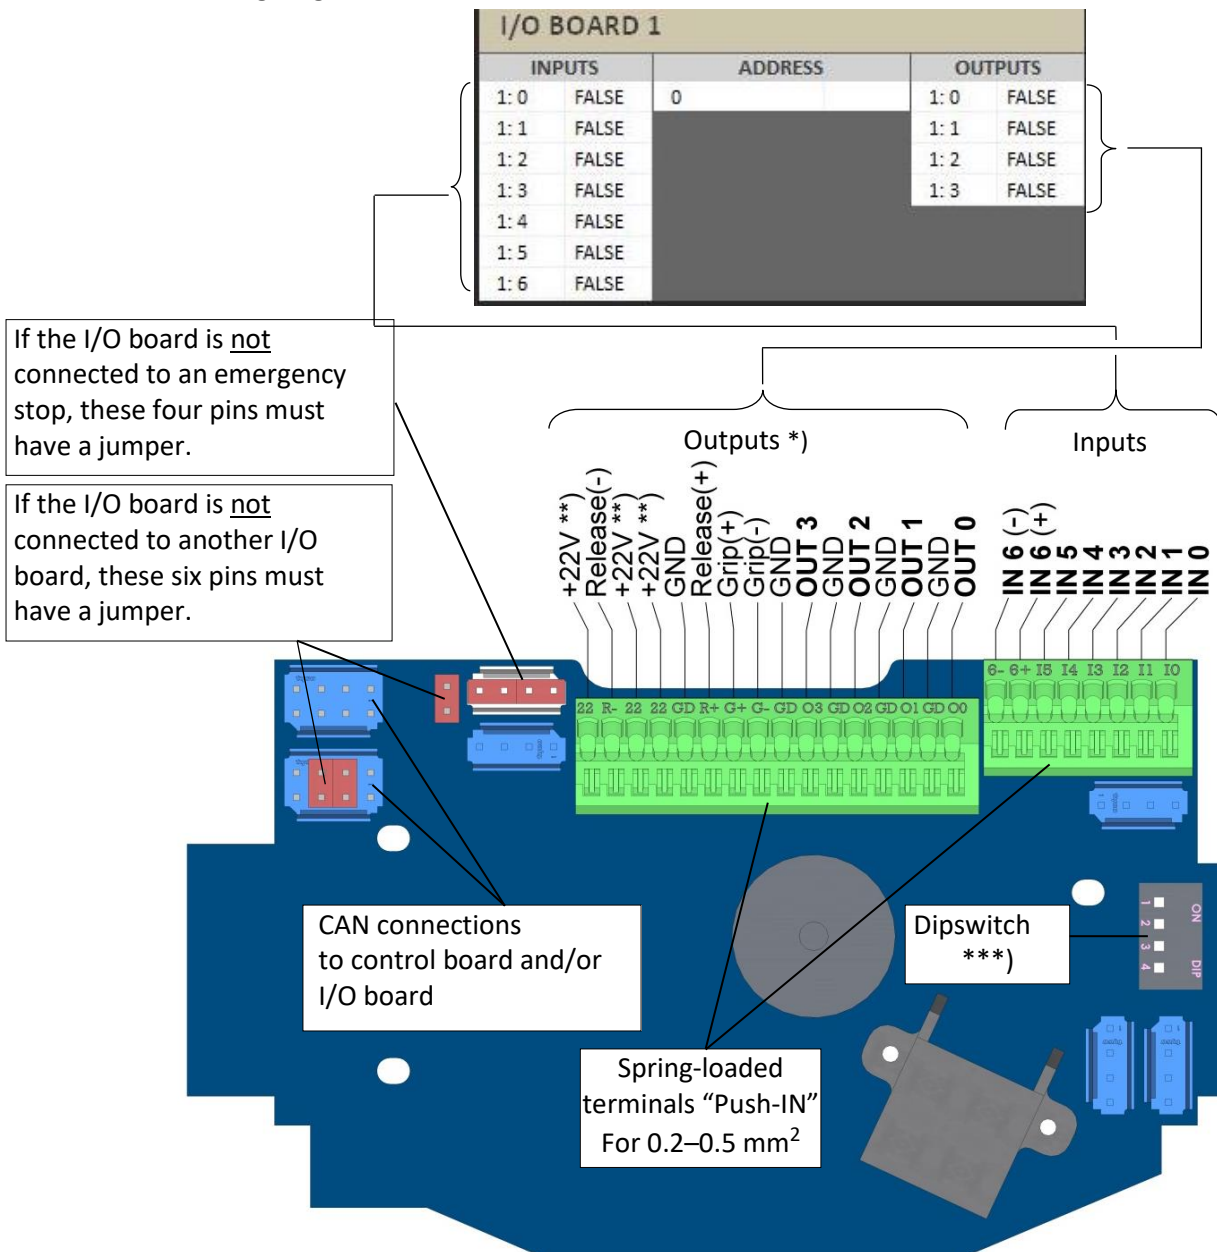 I/O BOARD 1
INPUTS ADDRESS OUTPUTS
1: 0 FALSE 0 1: 0 FALSE
1: 1 FALSE 1: 1 FALSE
1: 2 FALSE 1: 2 FALSE
1: 3 FALSE 1: 3 FALSE
1: 4 FALSE
1: 5 FALSE
1: 6 FALSE
If the I/O board is not
connected to an emergency
stop, these four pins must
have a jumper.
If the I/O board is not
connected to another I/O
board, these six pins must
have a jumper.
Outputs *)
Inputs
+22V **)
Release(-)
+22V **)
+22V **)
GND
Release(+)
Grip(+)
Grip(-)
GND
OUT 3
GND
OUT 2
GND
OUT 1
GND
OUT 0
IN 6 (-)
IN 6 (+)
IN 5
IN 4
IN 3
IN 2
IN 1
IN 0
6- 6+ I5 I4 I3 I2 I1 I0
22 R- 22 22 GD R+ G+ G- GD O3 GD O2 GD O1 GD O0
CAN connections
to control board and/or
I/O board
Dipswitch
***)
1 2 3 4
ON DIP
Spring-loaded
terminals “Push-IN”
For 0.2–0.5 mm2